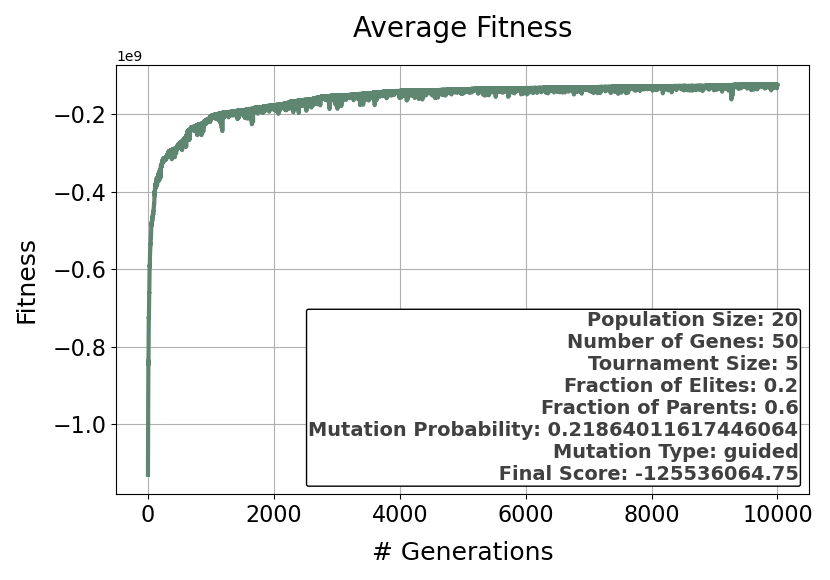 Average Fitness
1e9
−0.2
−0.4
−0.6
−0.8
−1.0
Fitness
Population Size: 20
Number of Genes: 50
Tournament Size: 5
Fraction of Elites: 0.2
Fraction of Parents: 0.6
Mutation Probability: 0.21864011617446064
Mutation Type: guided
Final Score: -125536064.75
0 2000 4000 6000 8000 10000
# Generations